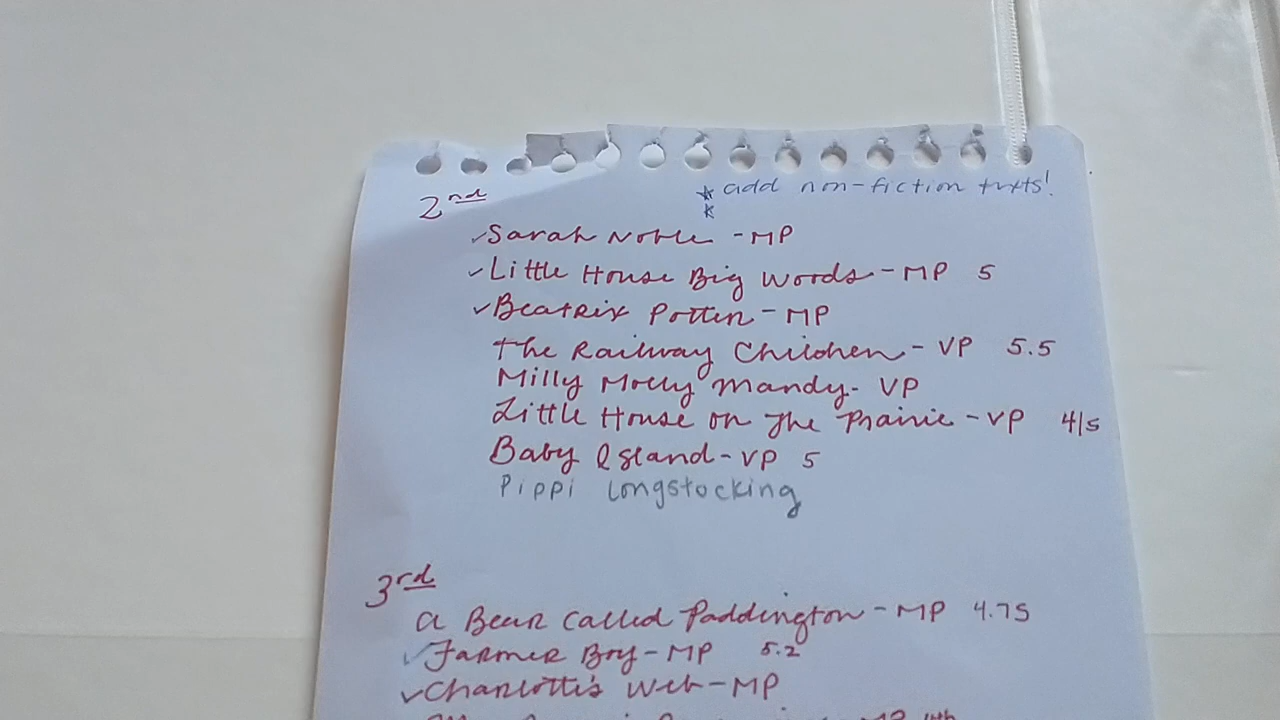 2nd
* add non-fiction texts!
*
✓Sarah Noble - MP
✓Little House Big Woods - MP 5
✓Beatrix Potter - MP
The Railway Children - VP 5.5
Milly Molly Mandy - VP
Little House on The Prairie - VP 4/5
Baby Island - VP 5
Pippi Longstocking
3rd
A Bear Called Paddington - MP 4.75
✓Farmer Boy - MP 5.2
✓Charlotte's Web - MP